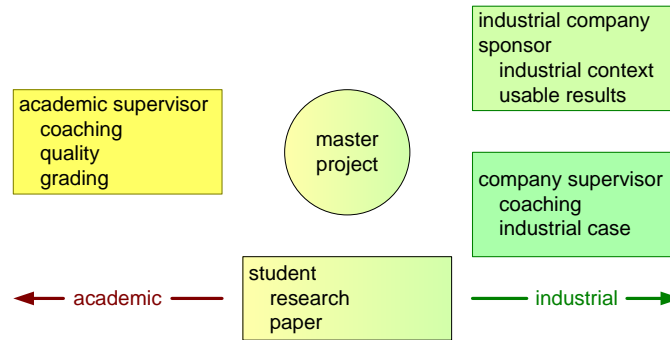 industrial company
sponsor
industrial context
usable results
academic supervisor
coaching
quality
grading
master
project
company supervisor
coaching
industrial case
student
research
paper
academic
industrial